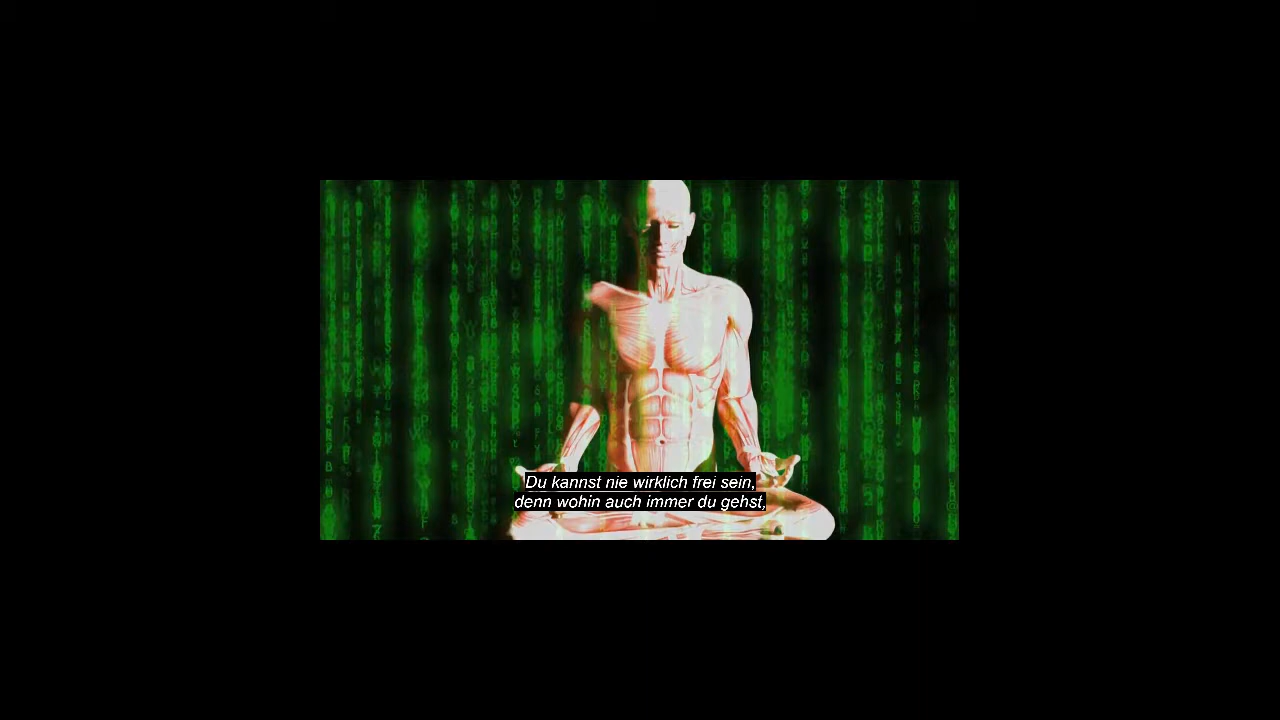 Du kannst nie wirklich frei sein,
denn wohin auch immer du gehst,